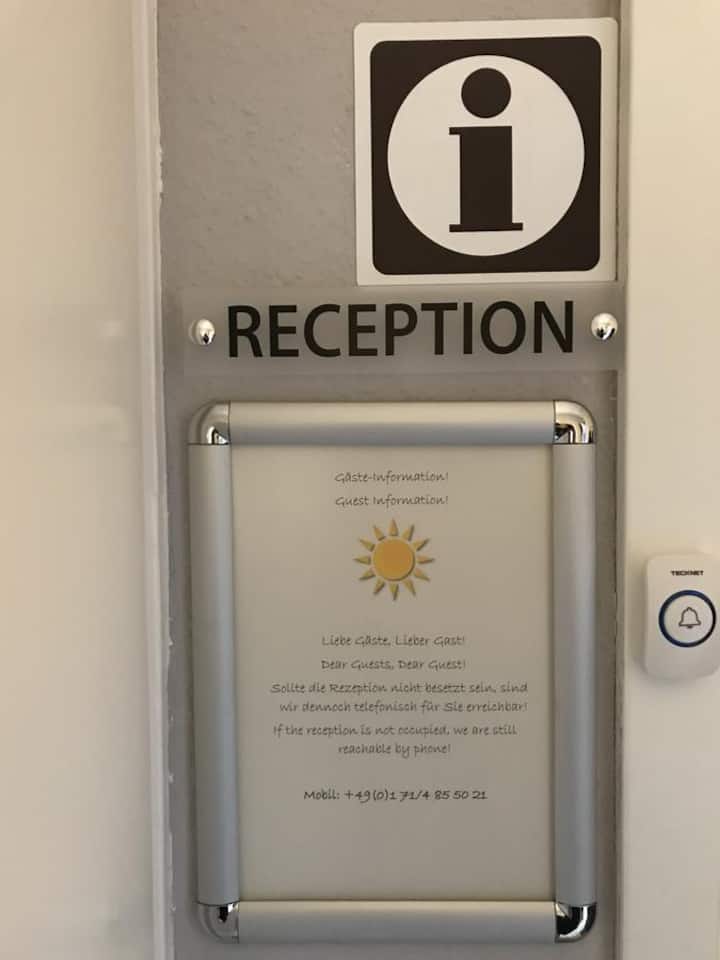 i
RECEPTION
Gäste-Information!
Guest Information!
Liebe Gäste, Lieber Gast!
Dear Guests, Dear Guest!
Sollte die Rezeption nicht besetzt sein, sind
wir dennoch telefonisch für Sie erreichbar!
If the reception is not occupied, we are still
reachable by phone!
Mobil: +49(0)1 71/4 85 50 21
TECKNET